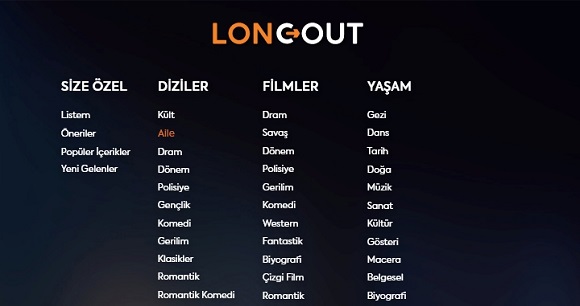 LONGOUT
SİZE ÖZEL
Listem
Öneriler
Popüler İçerikler
Yeni Gelenler
DİZİLER
Kült
Aile
Dram
Dönem
Polisiye
Gençlik
Komedi
Gerilim
Klasikler
Romantik
Romantik Komedi
FİLMLER
Dram
Savaş
Dönem
Polisiye
Gerilim
Komedi
Western
Fantastik
Biyografi
Çizgi Film
Romantik
YAŞAM
Gezi
Dans
Tarih
Doğa
Müzik
Sanat
Kültür
Gösteri
Macera
Belgesel
Biyografi